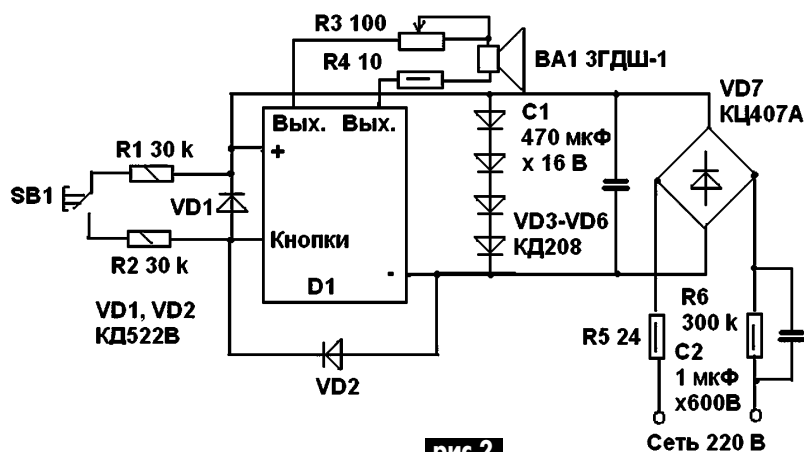 R3 100
R4 10
ВА1 3ГДШ-1
VD7
КЦ407А
Вых. Вых.
+
C1
470 мкФ
х 16 В
R1 30 k
SB1
VD1
Кнопки
VD3-VD6
КД208
R2 30 k
D1
-
VD1, VD2
КД522В
R6
300 k
R5 24
C2
1 мкФ
х600В
VD2
Сеть 220 В
рис 2